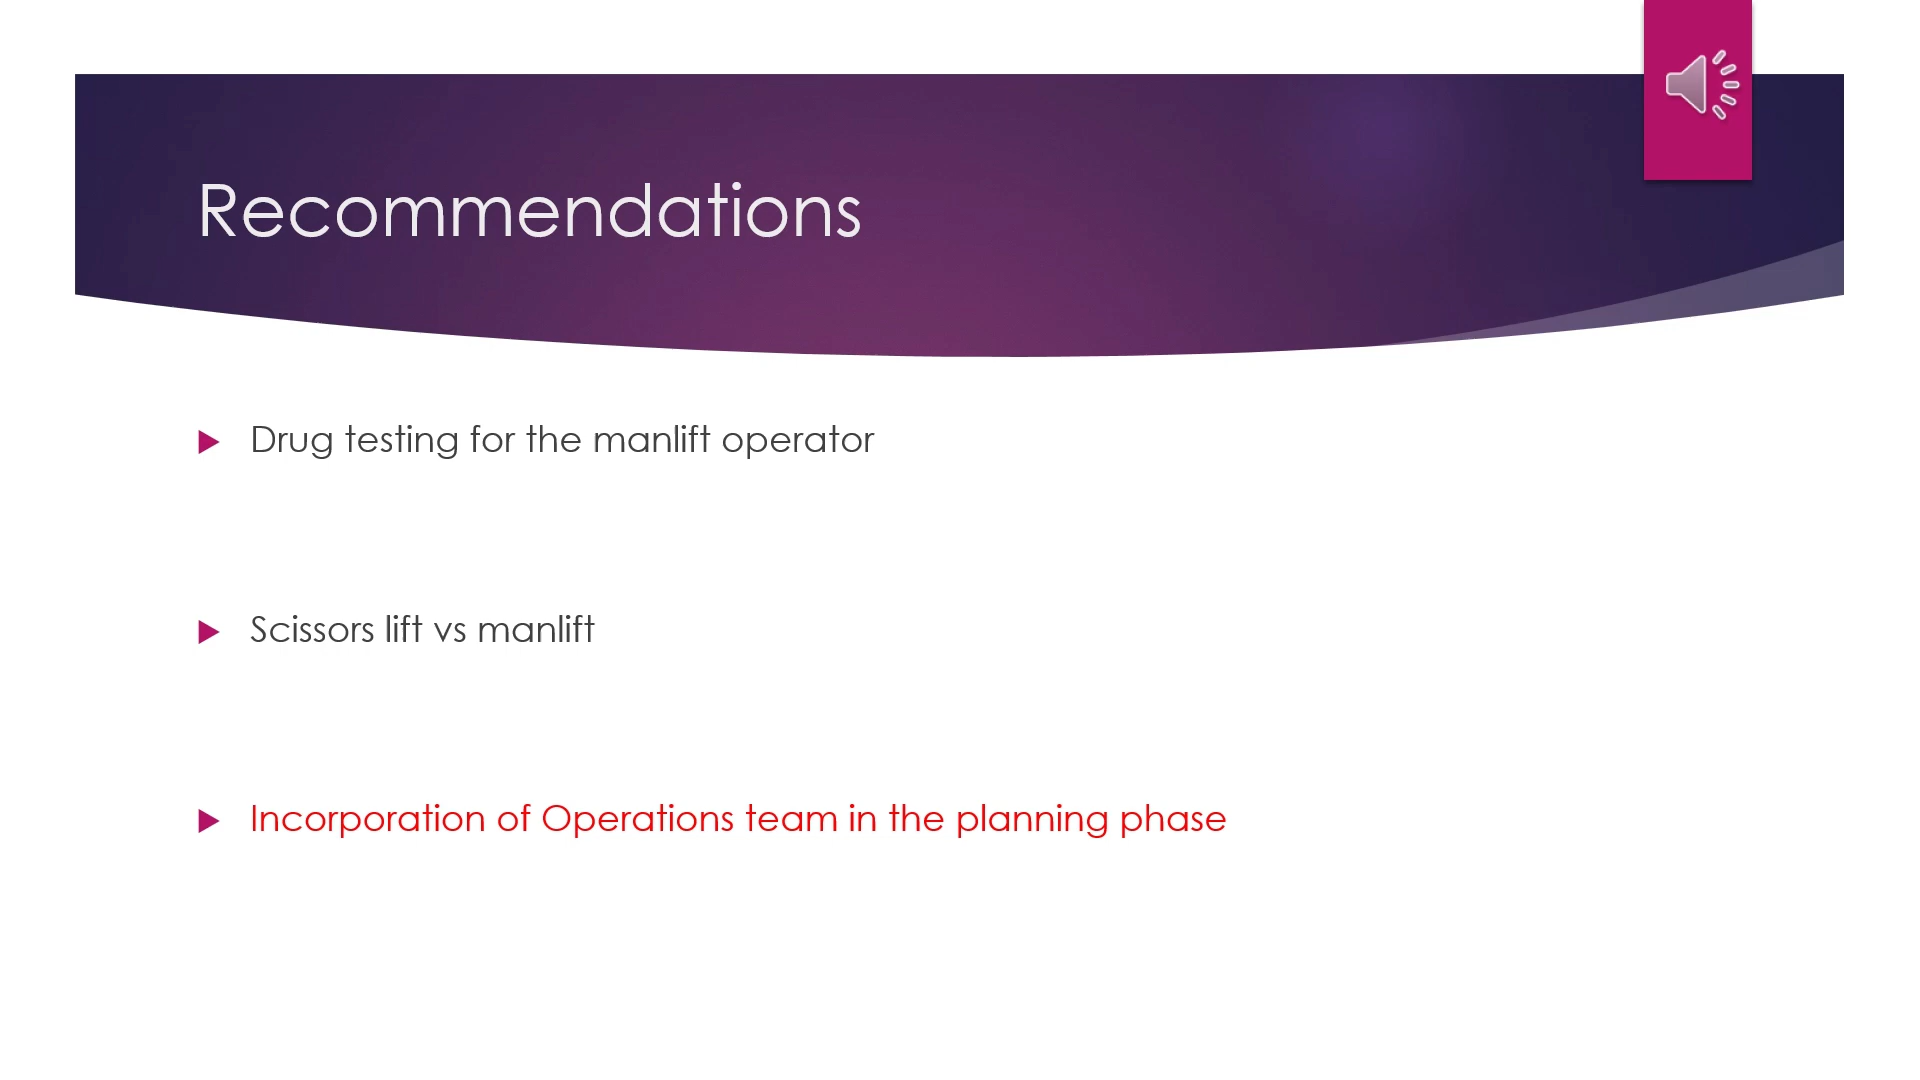 Recommendations
Drug testing for the manlift operator
Scissors lift vs manlift
Incorporation of Operations team in the planning phase